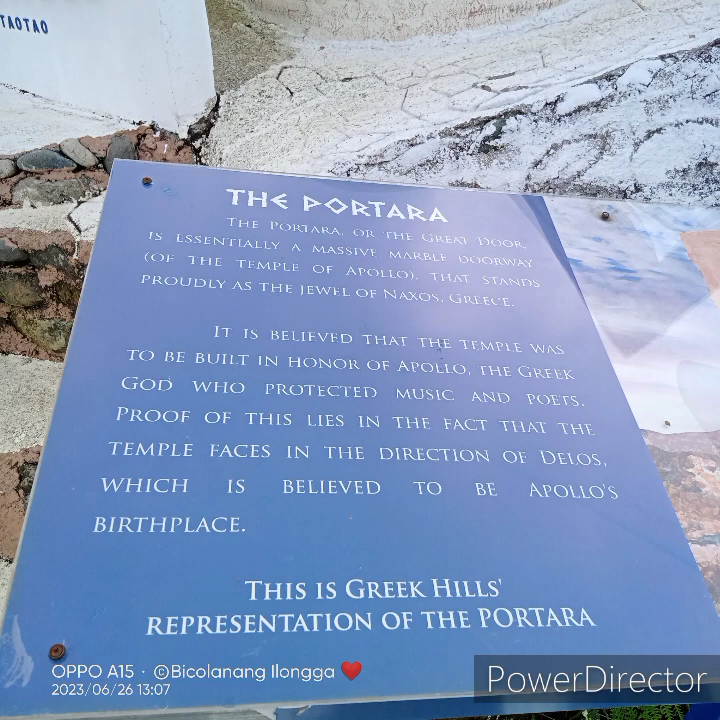 TAOTAO
THE PORTARA
THE PORTARA, OR THE GREAT DOOR,
IS ESSENTIALLY A MASSIVE MARBLE DOORWAY
(OF THE TEMPLE OF APOLLO), THAT STANDS
PROUDLY AS THE JEWEL OF NAXOS, GREECE.
IT IS BELIEVED THAT THE TEMPLE WAS
TO BE BUILT IN HONOR OF APOLLO, THE GREEK
GOD WHO PROTECTED MUSIC AND POETS.
PROOF OF THIS LIES IN THE FACT THAT THE
TEMPLE FACES IN THE DIRECTION OF DELOS,
WHICH IS BELIEVED TO BE APOLLO'S
BIRTHPLACE.
THIS IS GREEK HILLS'
REPRESENTATION OF THE PORTARA
OPPO A15 · ©Bicolanang Ilongga ❤️
2023/06/26 13:07
PowerDirector